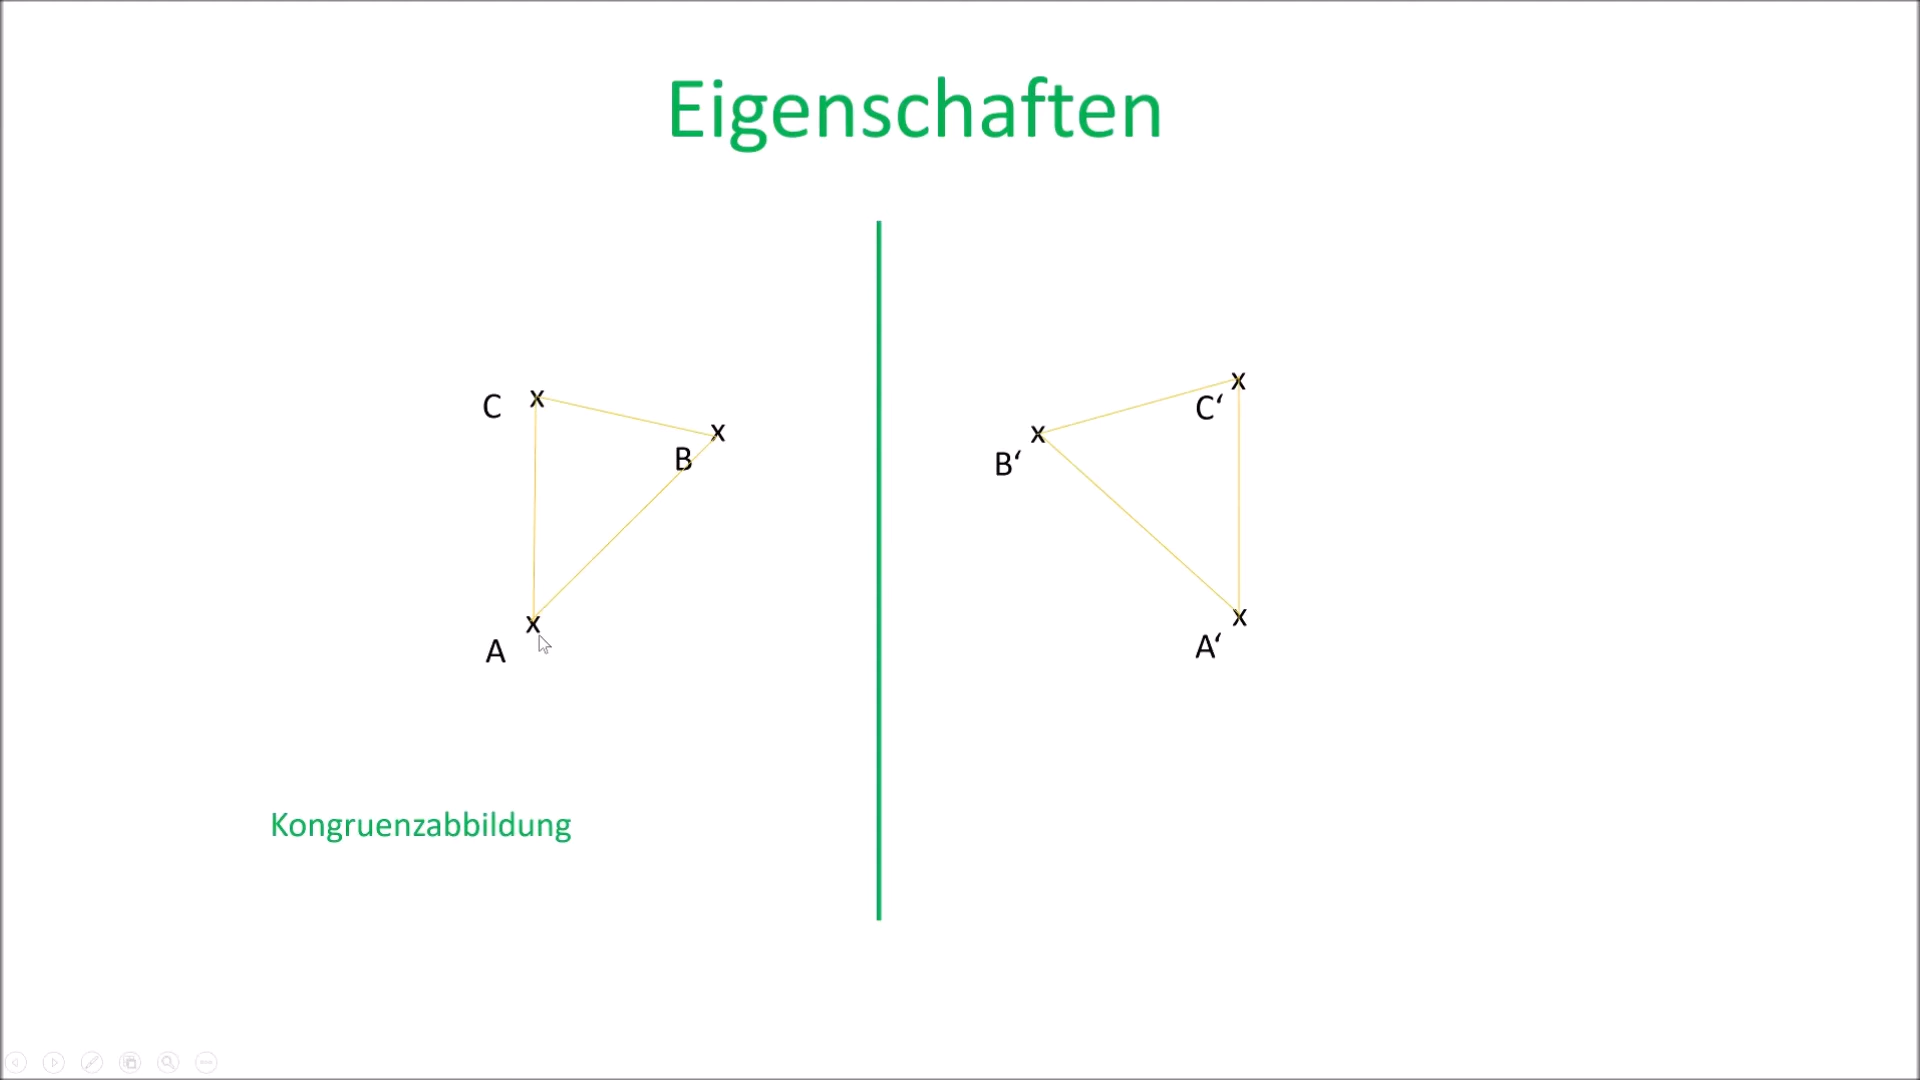 Eigenschaften
C
B
A
C‘
B‘
A‘
Kongruenzabbildung